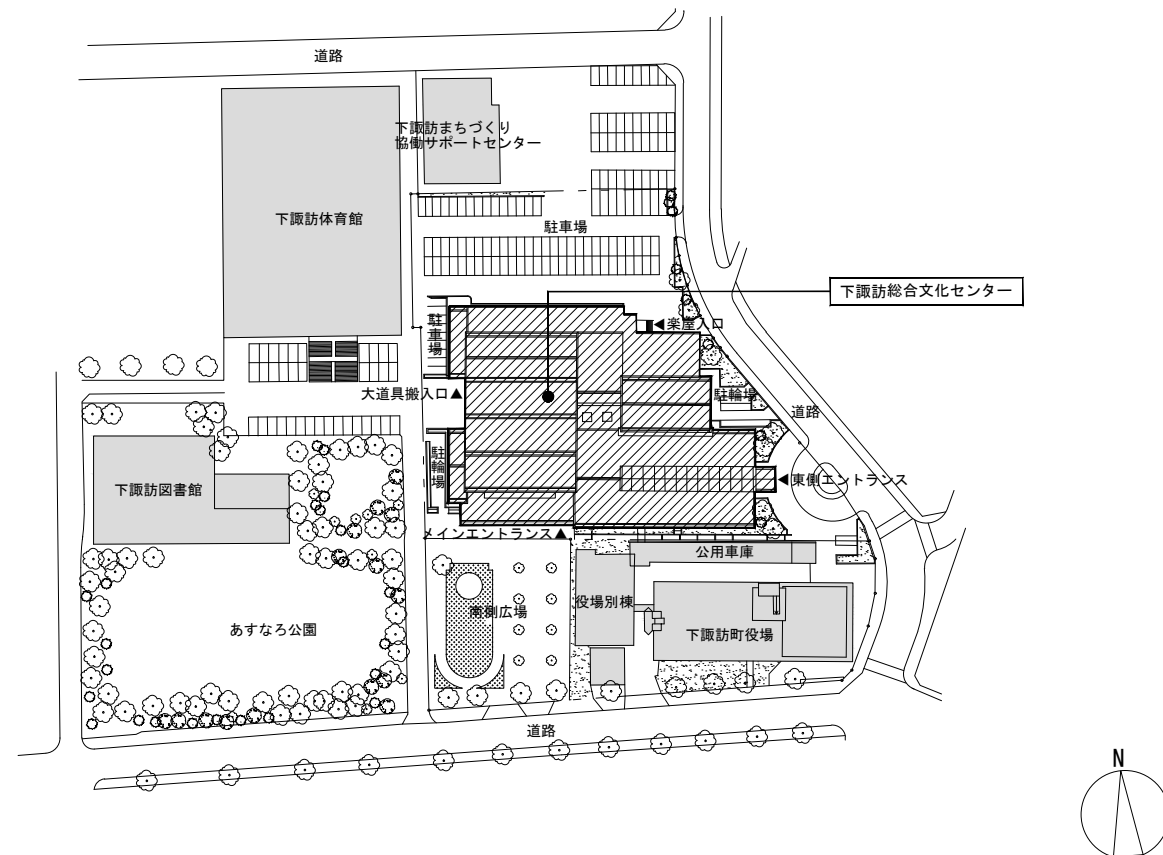 道路
下諏訪まちづくり
協働サポートセンター
下諏訪体育館
駐車場
下諏訪総合文化センター
駐車場
◀楽屋入口
大道具搬入口▲
駐輪場
道路
駐輪場
下諏訪図書館
◀東側エントランス
メインエントランス▲
公用車庫
役場別棟
南側広場
下諏訪町役場
あすなろ公園
道路
N